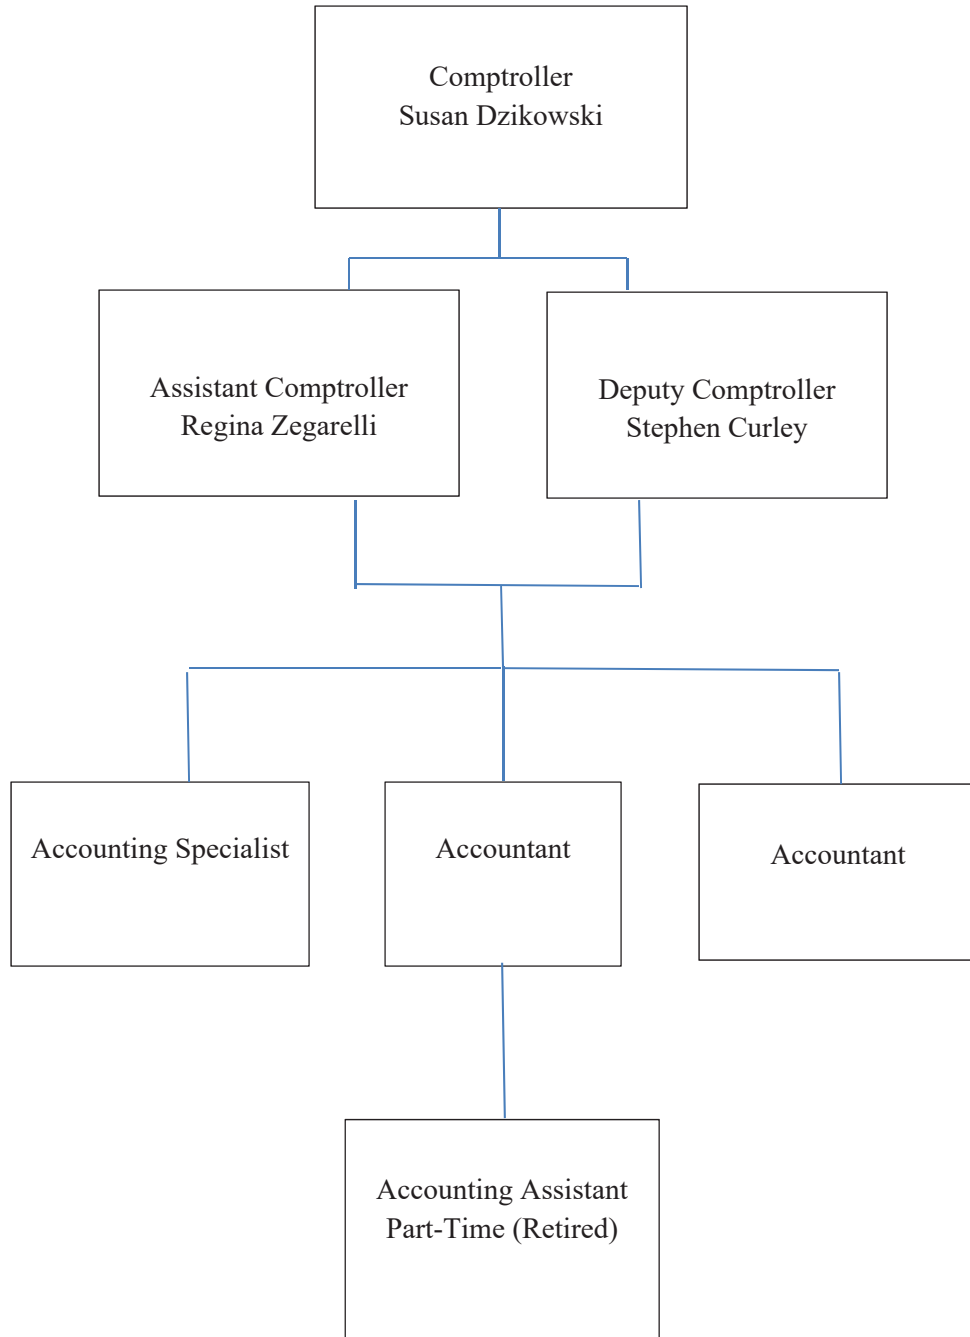 Comptroller
Susan Dzikowski
Assistant Comptroller
Regina Zegarelli
Deputy Comptroller
Stephen Curley
Accounting Specialist
Accountant
Accountant
Accounting Assistant
Part-Time (Retired)